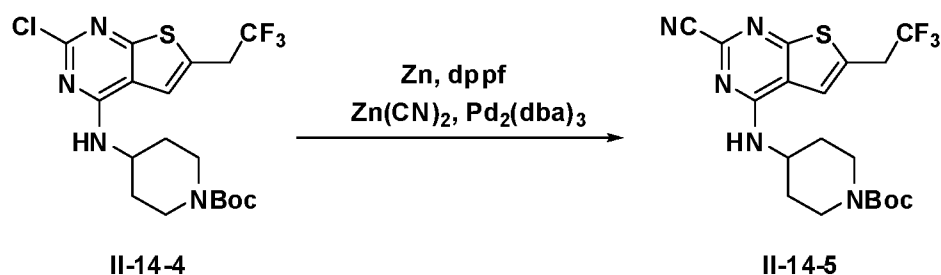 Cl N S CF3
N
HN
NBoc
II-14-4
Zn, dppf
Zn(CN)2, Pd2(dba)3
NC N S CF3
N
HN
NBoc
II-14-5